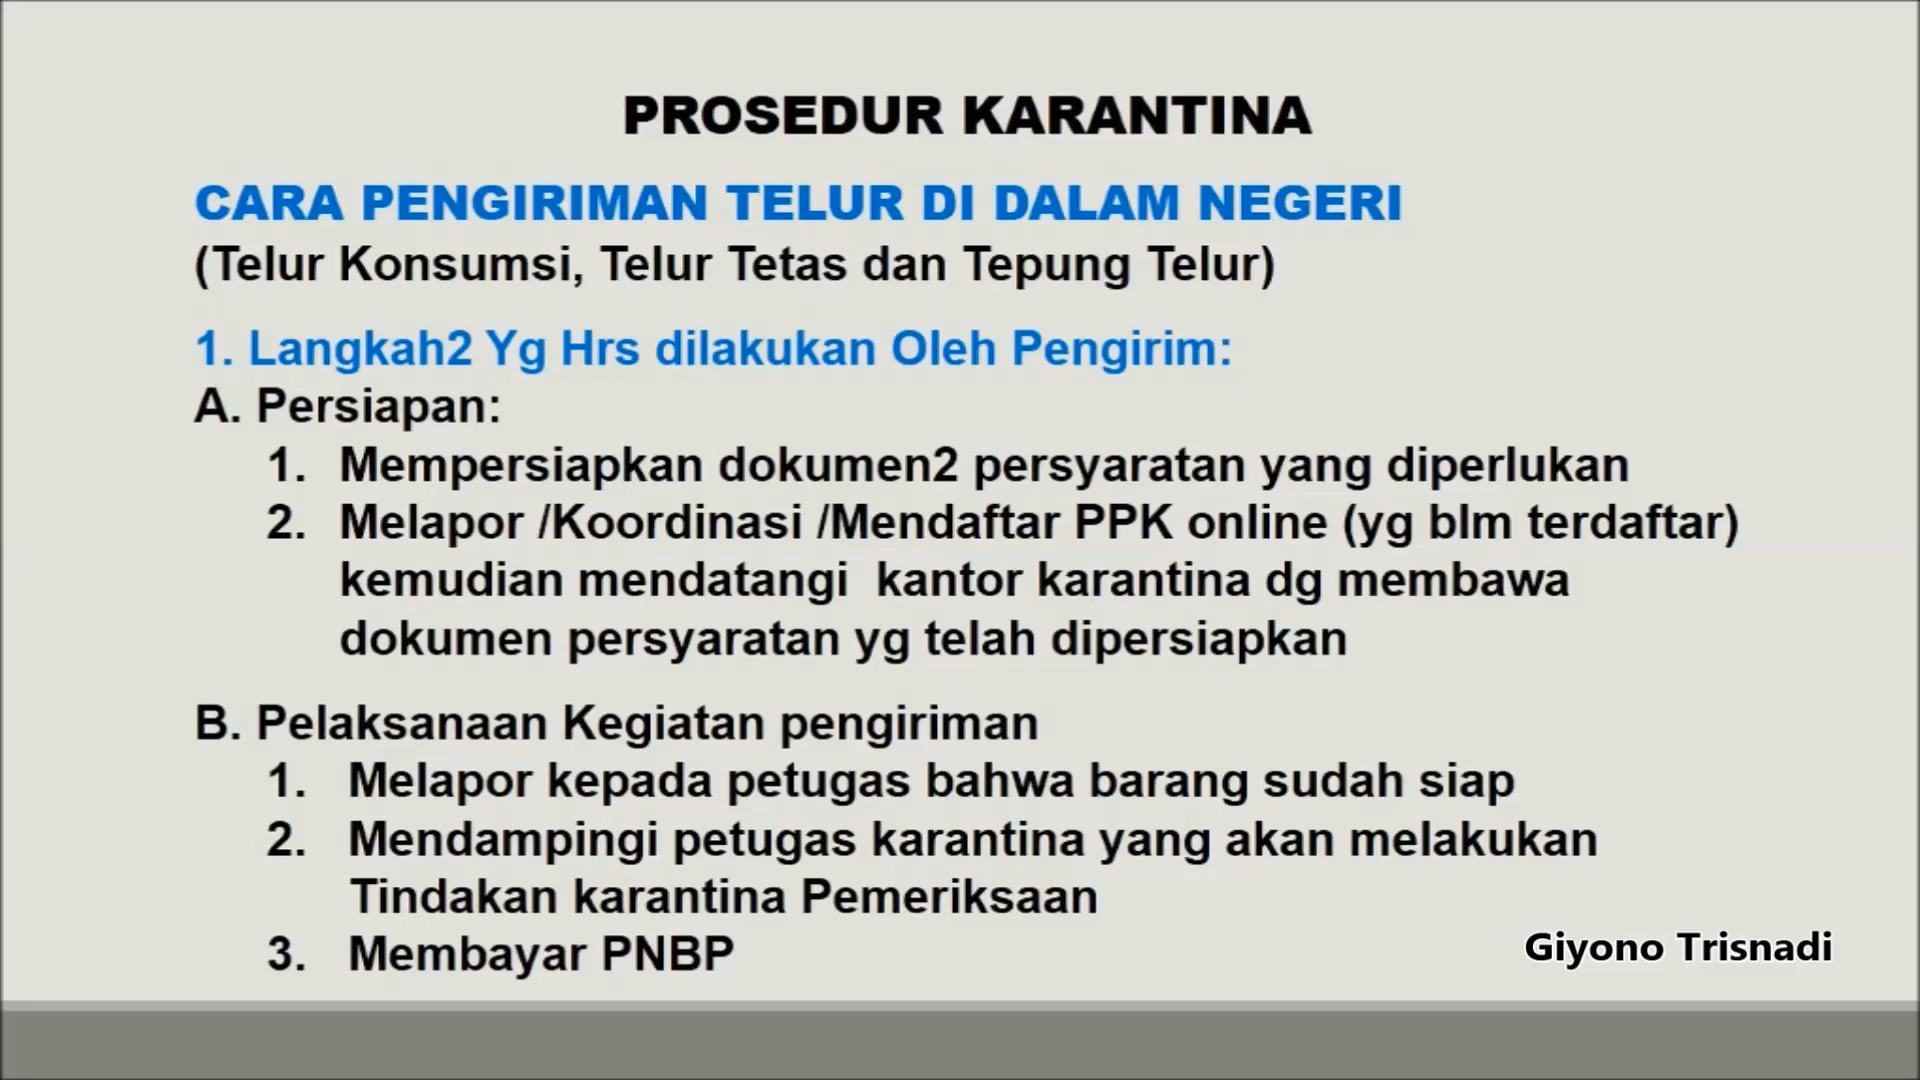 PROSEDUR KARANTINA
CARA PENGIRIMAN TELUR DI DALAM NEGERI
(Telur Konsumsi, Telur Tetas dan Tepung Telur)
1. Langkah2 Yg Hrs dilakukan Oleh Pengirim:
A. Persiapan:
1. Mempersiapkan dokumen2 persyaratan yang diperlukan
2. Melapor /Koordinasi /Mendaftar PPK online (yg blm terdaftar)
kemudian mendatangi kantor karantina dg membawa
dokumen persyaratan yg telah dipersiapkan
B. Pelaksanaan Kegiatan pengiriman
1. Melapor kepada petugas bahwa barang sudah siap
2. Mendampingi petugas karantina yang akan melakukan
Tindakan karantina Pemeriksaan
3. Membayar PNBP
Giyono Trisnadi